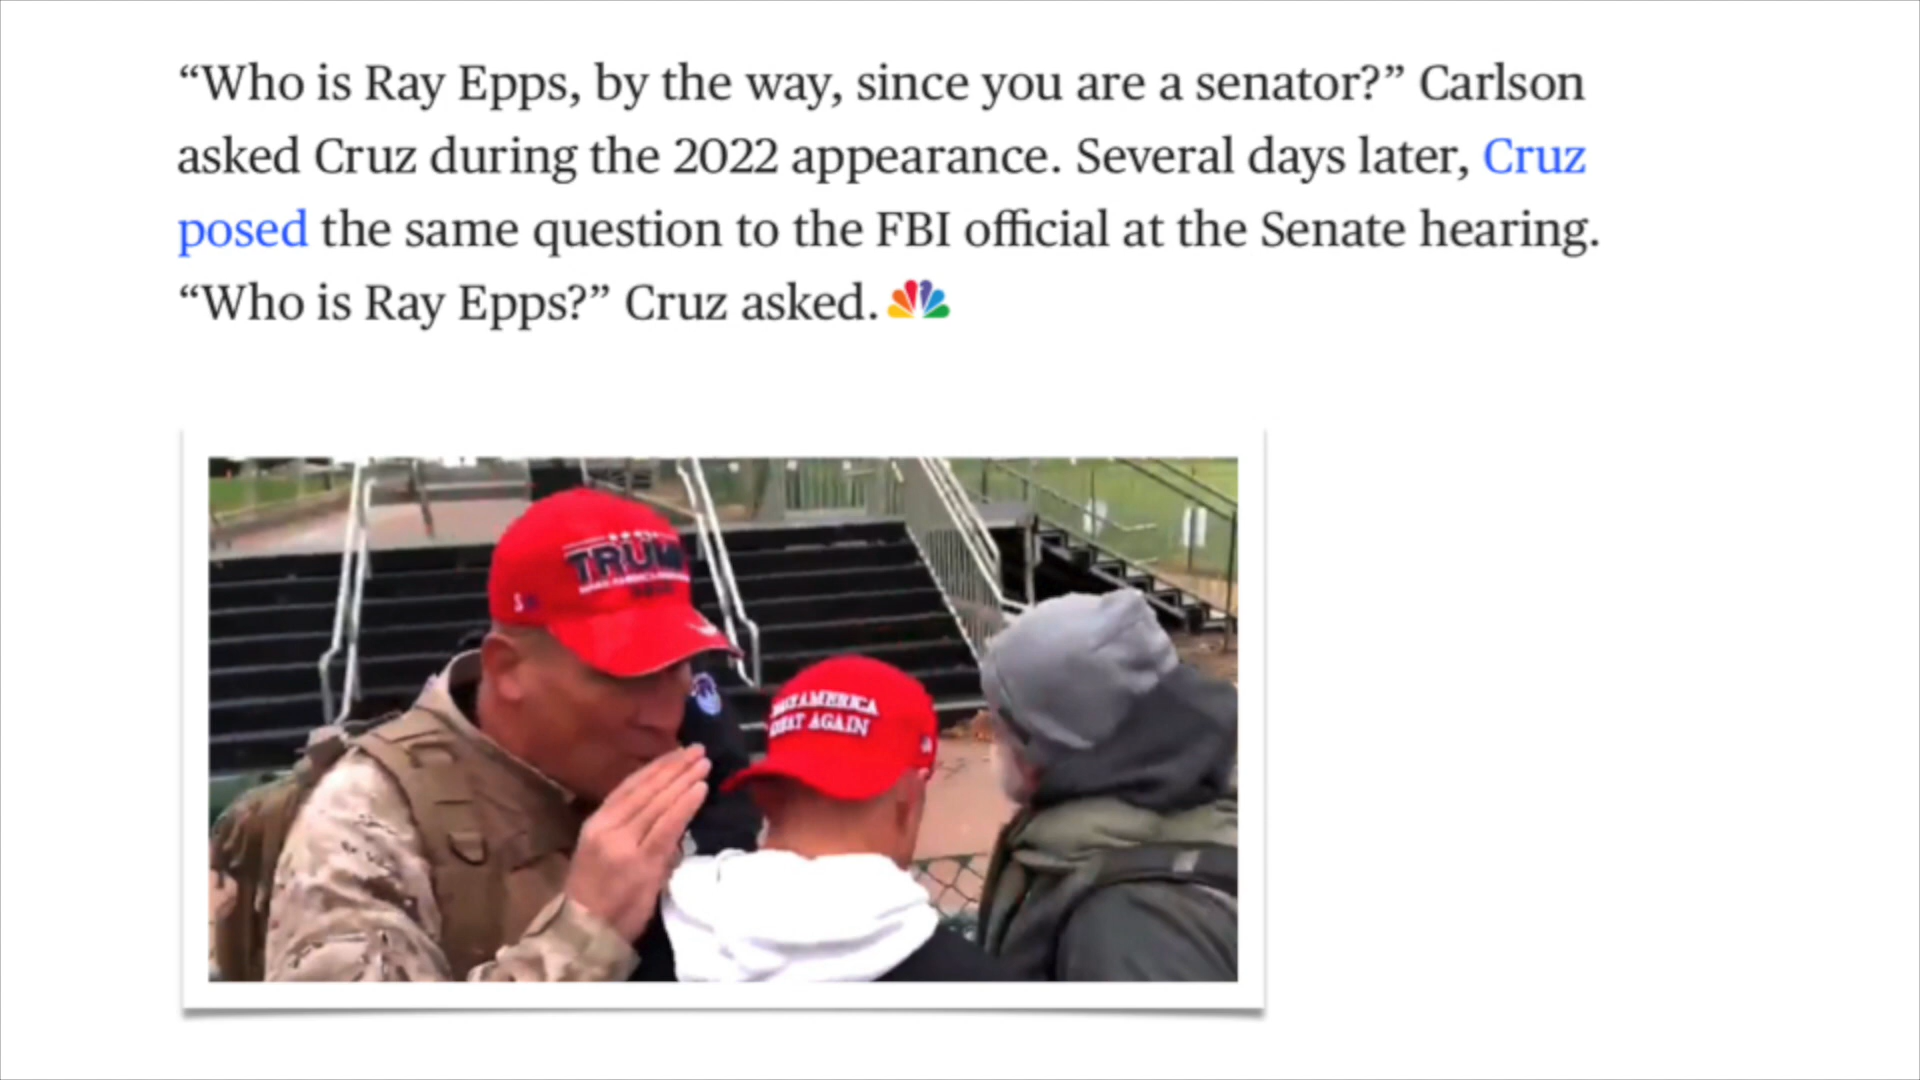 “Who is Ray Epps, by the way, since you are a senator?” Carlson
asked Cruz during the 2022 appearance. Several days later, Cruz
posed the same question to the FBI official at the Senate hearing.
“Who is Ray Epps?” Cruz asked.
TRUMP
AMERICA
AGAIN